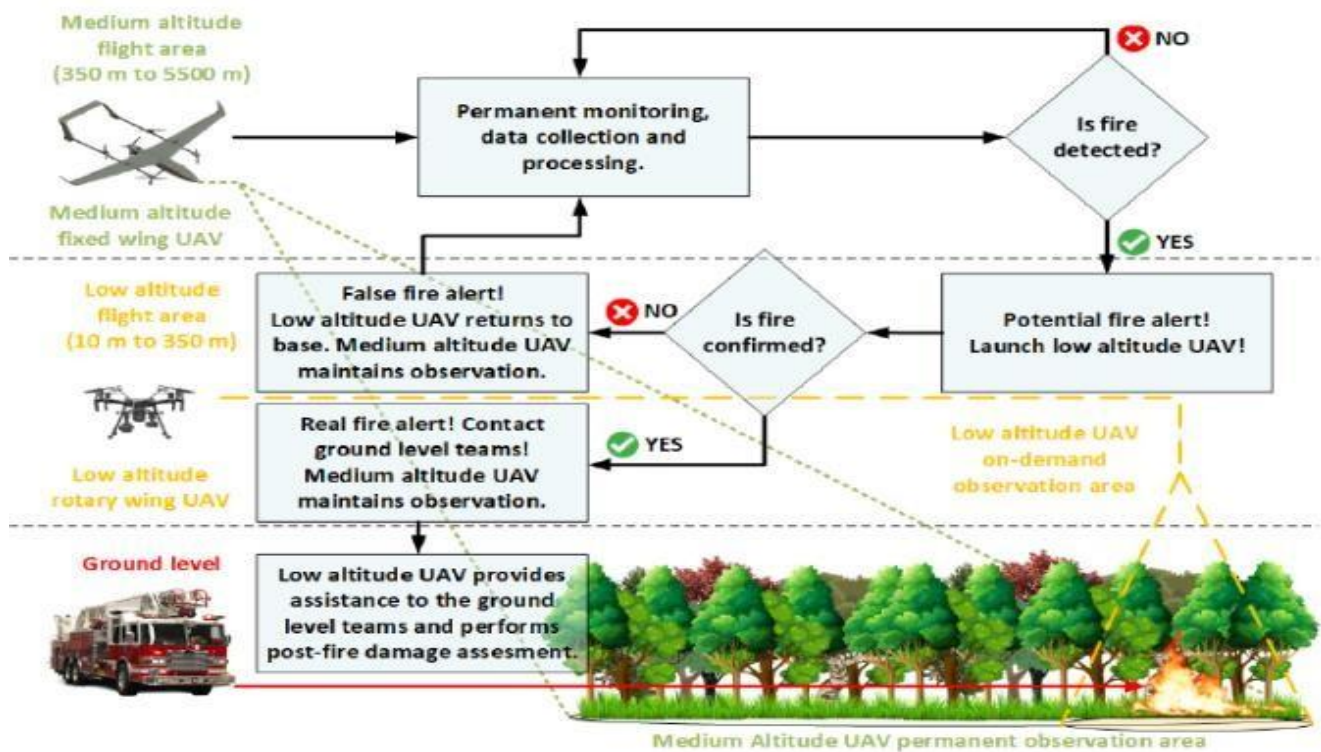 Medium altitude
flight area
(350 m to 5500 m)
NO
Permanent monitoring,
data collection and
processing.
Is fire
detected?
Medium altitude
fixed wing UAV
YES
Low altitude
flight area
(10 m to 350 m)
False fire alert!
Low altitude UAV returns to
base. Medium altitude UAV
maintains observation.
NO
Is fire
confirmed?
Potential fire alert!
Launch low altitude UAV!
Real fire alert! Contact
ground level teams!
Medium altitude UAV
maintains observation.
YES
Low altitude UAV
on-demand
observation area
Low altitude
rotary wing UAV
Ground level
Low altitude UAV provides
assistance to the ground
level teams and performs
post-fire damage assesment.
Medium Altitude UAV permanent observation area